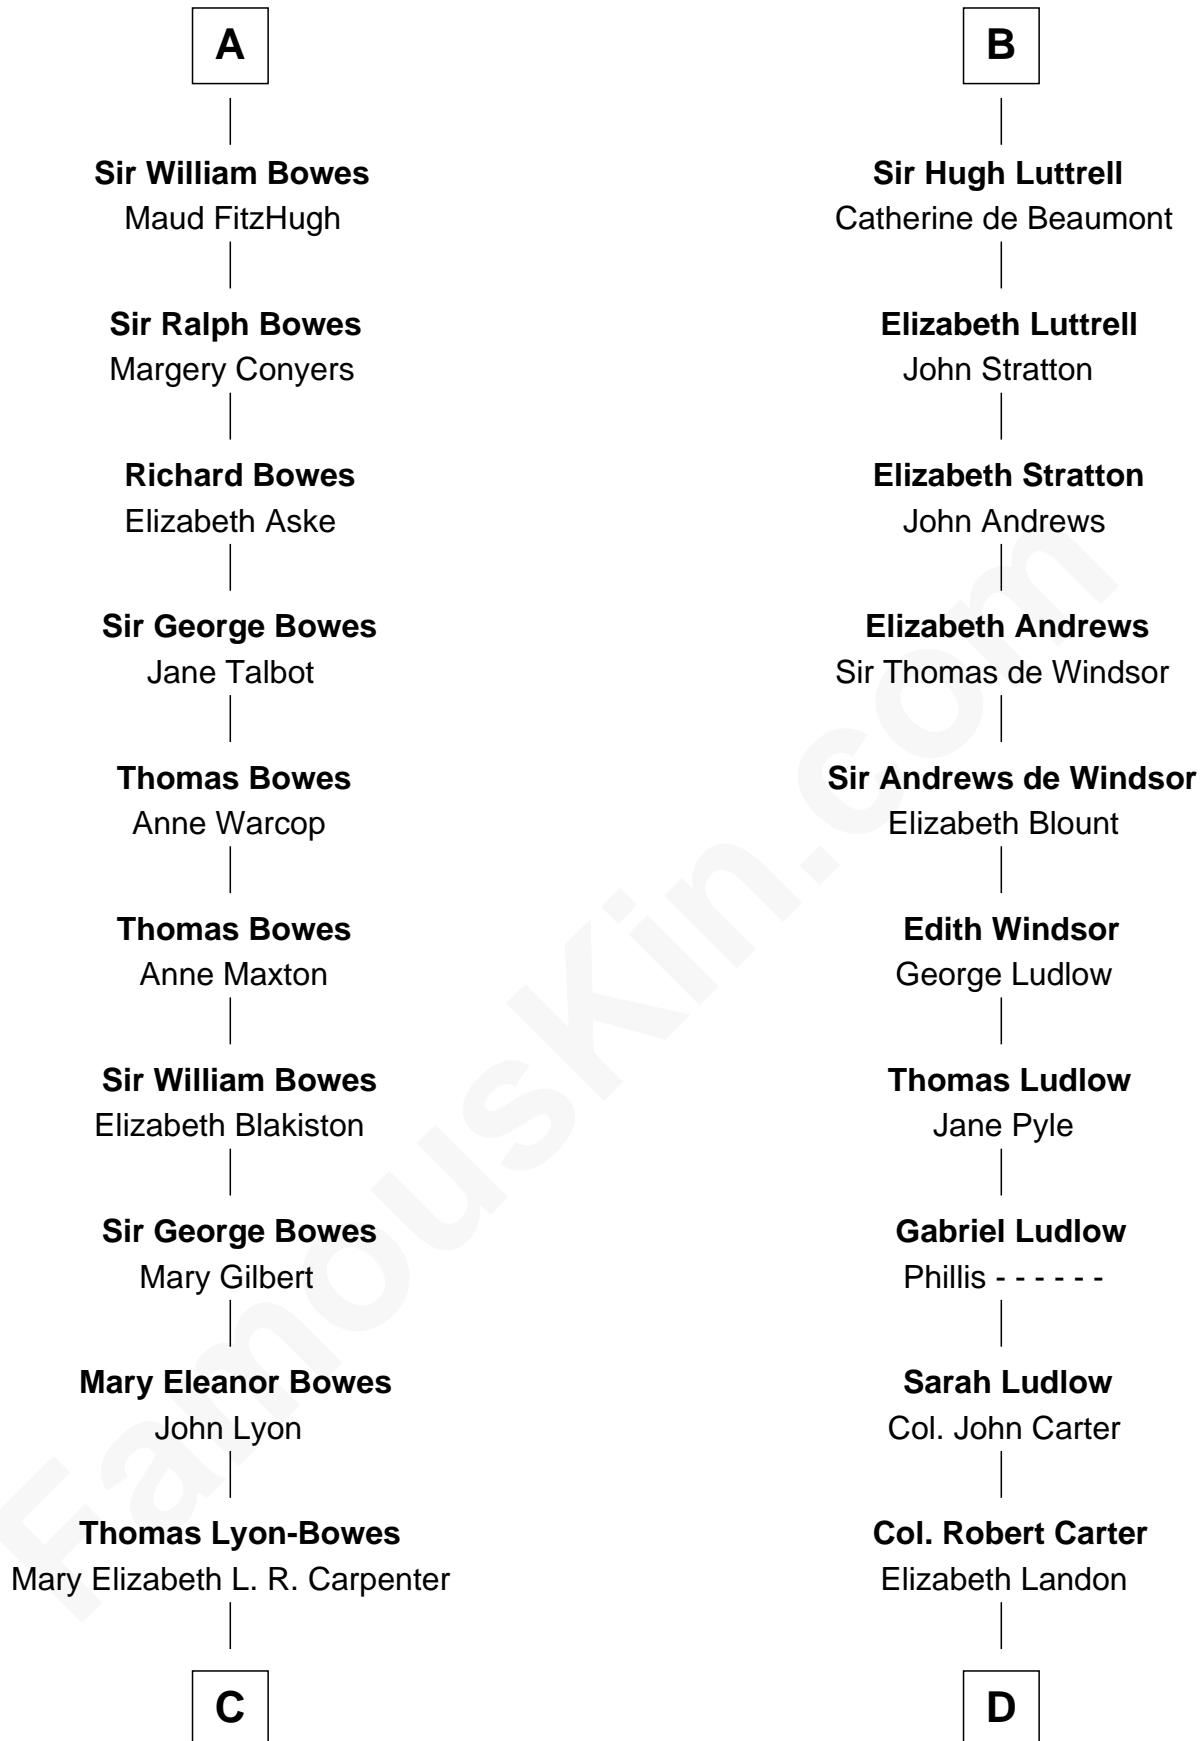 A
Sir William Bowes
Maud FitzHugh
Sir Ralph Bowes
Margery Conyers
Richard Bowes
Elizabeth Aske
Sir George Bowes
Jane Talbot
Thomas Bowes
Anne Warcop
Thomas Bowes
Anne Maxton
Sir William Bowes
Elizabeth Blakiston
Sir George Bowes
Mary Gilbert
Mary Eleanor Bowes
John Lyon
Thomas Lyon-Bowes
Mary Elizabeth L. R. Carpenter
C
B
Sir Hugh Luttrell
Catherine de Beaumont
Elizabeth Luttrell
John Stratton
Elizabeth Stratton
John Andrews
Elizabeth Andrews
Sir Thomas de Windsor
Sir Andrews de Windsor
Elizabeth Blount
Edith Windsor
George Ludlow
Thomas Ludlow
Jane Pyle
Gabriel Ludlow
Phillis - - - - - -
Sarah Ludlow
Col. John Carter
Col. Robert Carter
Elizabeth Landon
D
FamousKin.com